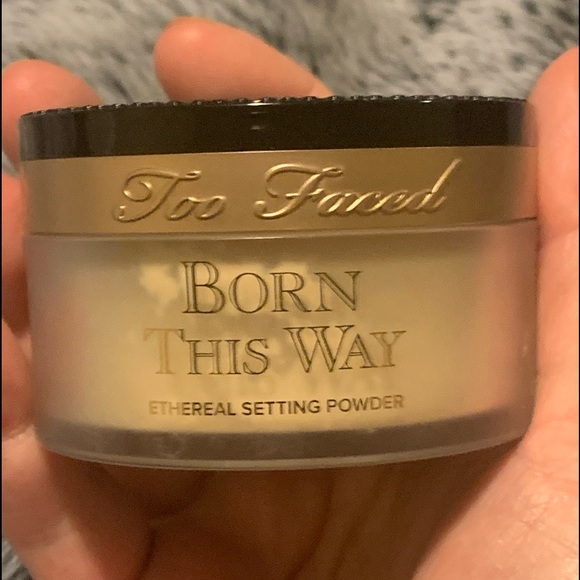 Too Faced
BORN
THIS WAY
ETHEREAL SETTING POWDER